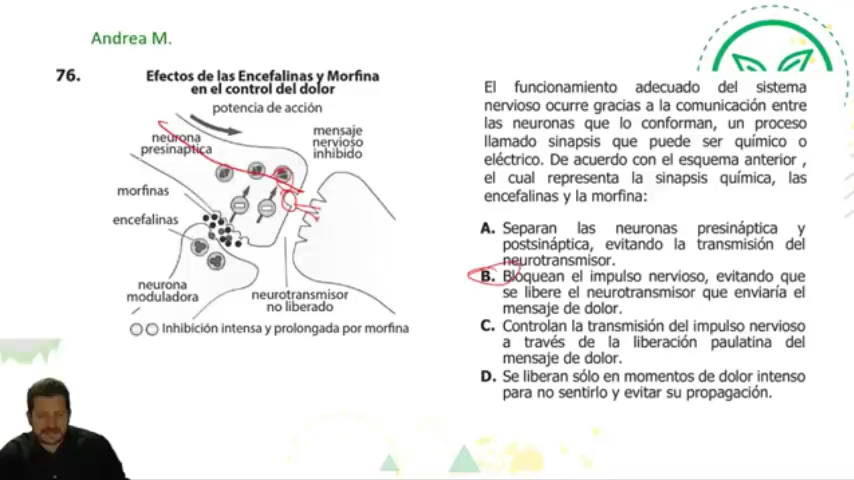 Andrea M.
76.
Efectos de las Encefalinas y Morfina
en el control del dolor
potencia de acción
neurona
presináptica
mensaje
nervioso
inhibido
morfinas
encefalinas
neurona
moduladora
neurotransmisor
no liberado
Inhibición intensa y prolongada por morfina
El funcionamiento adecuado del sistema
nervioso ocurre gracias a la comunicación entre
las neuronas que lo conforman, un proceso
llamado sinapsis que puede ser químico o
eléctrico. De acuerdo con el esquema anterior ,
el cual representa la sinapsis química, las
encefalinas y la morfina:
A. Separan las neuronas presináptica y
postsináptica, evitando la transmisión del
neurotransmisor.
B. Bloquean el impulso nervioso, evitando que
se libere el neurotransmisor que enviaría el
mensaje de dolor.
C. Controlan la transmisión del impulso nervioso
a través de la liberación paulatina del
mensaje de dolor.
D. Se liberan sólo en momentos de dolor intenso
para no sentirlo y evitar su propagación.